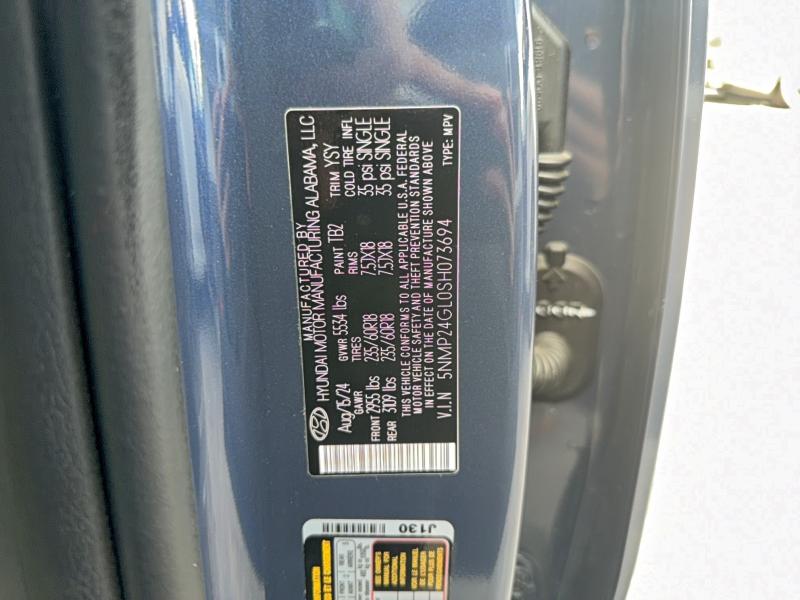 MANUFACTURED BY
HYUNDAI MOTOR MANUFACTURING ALABAMA, LLC
Aug/15/24 PAINT TB2 TRIM YSY
GVWR 5534 lbs
GAWR TIRES RIMS COLD TIRE INFL
FRONT 2955 lbs 235/60R18 7.5JX18 35 psi SINGLE
REAR 3109 lbs 235/60R18 7.5JX18 35 psi SINGLE
THIS VEHICLE CONFORMS TO ALL APPLICABLE U.S.A. FEDERAL
MOTOR VEHICLE SAFETY AND THEFT PREVENTION STANDARDS
IN EFFECT ON THE DATE OF MANUFACTURE SHOWN ABOVE
V.I.N 5NMP24GL0SH073694 TYPE: MPV
J130